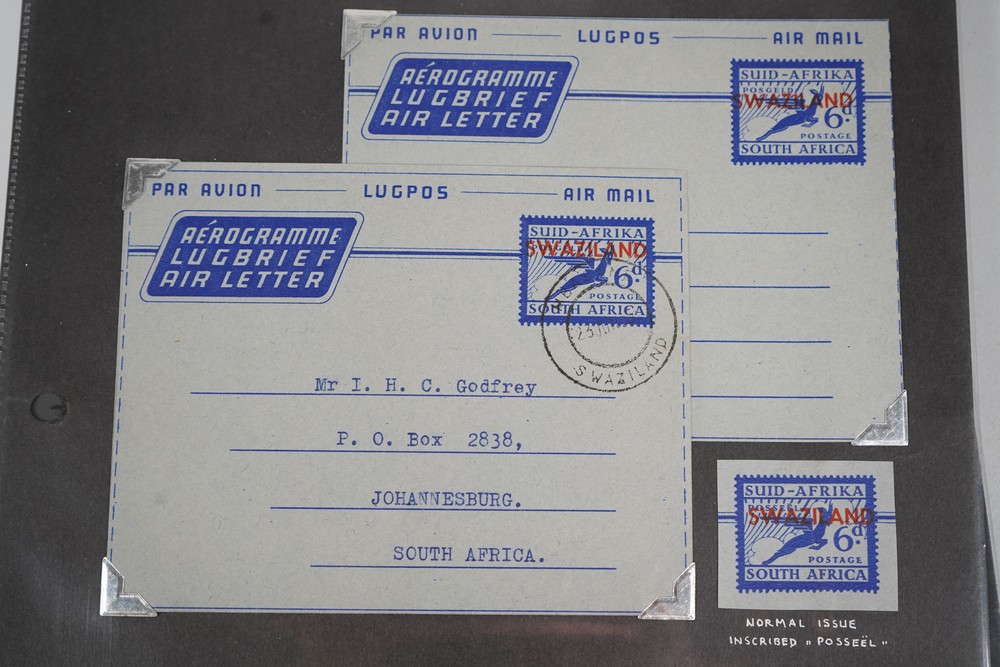 PAR AVION LUGPOS AIR MAIL
AÉROGRAMME
LUGBRIEF
AIR LETTER
SUID-AFRIKA
POSGELD
SWAZILAND
6d.
POSTAGE
SOUTH AFRICA
PAR AVION LUGPOS AIR MAIL
AÉROGRAMME
LUGBRIEF
AIR LETTER
SUID-AFRIKA
SWAZILAND
6d.
POSTAGE
SOUTH AFRICA
SWAZILAND
Mr I. H. C. Godfrey
P. O. Box 2838,
JOHANNESBURG.
SOUTH AFRICA.
SUID-AFRIKA
POSSEËL
SWAZILAND
6d.
POSTAGE
SOUTH AFRICA
NORMAL ISSUE
INSCRIBED "POSSEËL"